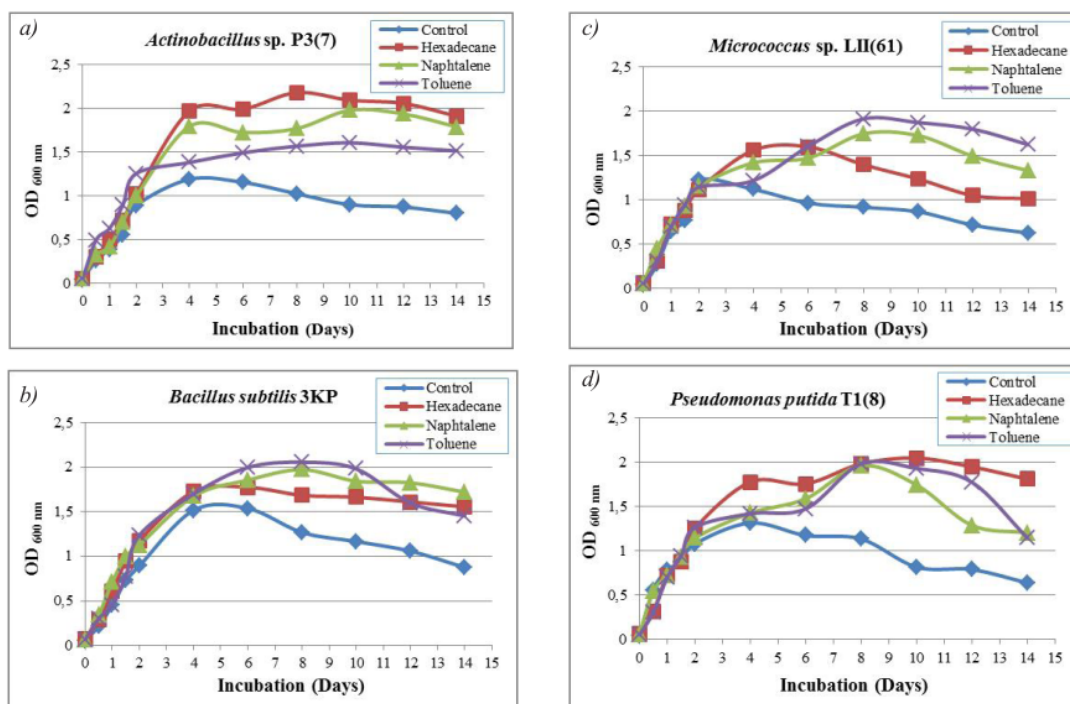 a)
Actinobacillus sp. P3(7)
Control
Hexadecane
Naphtalene
Toluene
2,5
2
1,5
1
0,5
0
OD 600 nm
0 1 2 3 4 5 6 7 8 9 10 11 12 13 14 15
Incubation (Days)
b)
Bacillus subtilis 3KP
Control
Hexadecane
Naphtalene
Toluene
2,5
2
1,5
1
0,5
0
OD 600 nm
0 1 2 3 4 5 6 7 8 9 10 11 12 13 14 15
Incubation (Days)
c)
Micrococcus sp. LII(61)
Control
Hexadecane
Naphtalene
Toluene
2,5
2
1,5
1
0,5
0
OD 600 nm
0 1 2 3 4 5 6 7 8 9 10 11 12 13 14 15
Incubation (Days)
d)
Pseudomonas putida T1(8)
Control
Hexadecane
Naphtalene
Toluene
2,5
2
1,5
1
0,5
0
OD 600 nm
0 1 2 3 4 5 6 7 8 9 10 11 12 13 14 15
Incubation (Days)